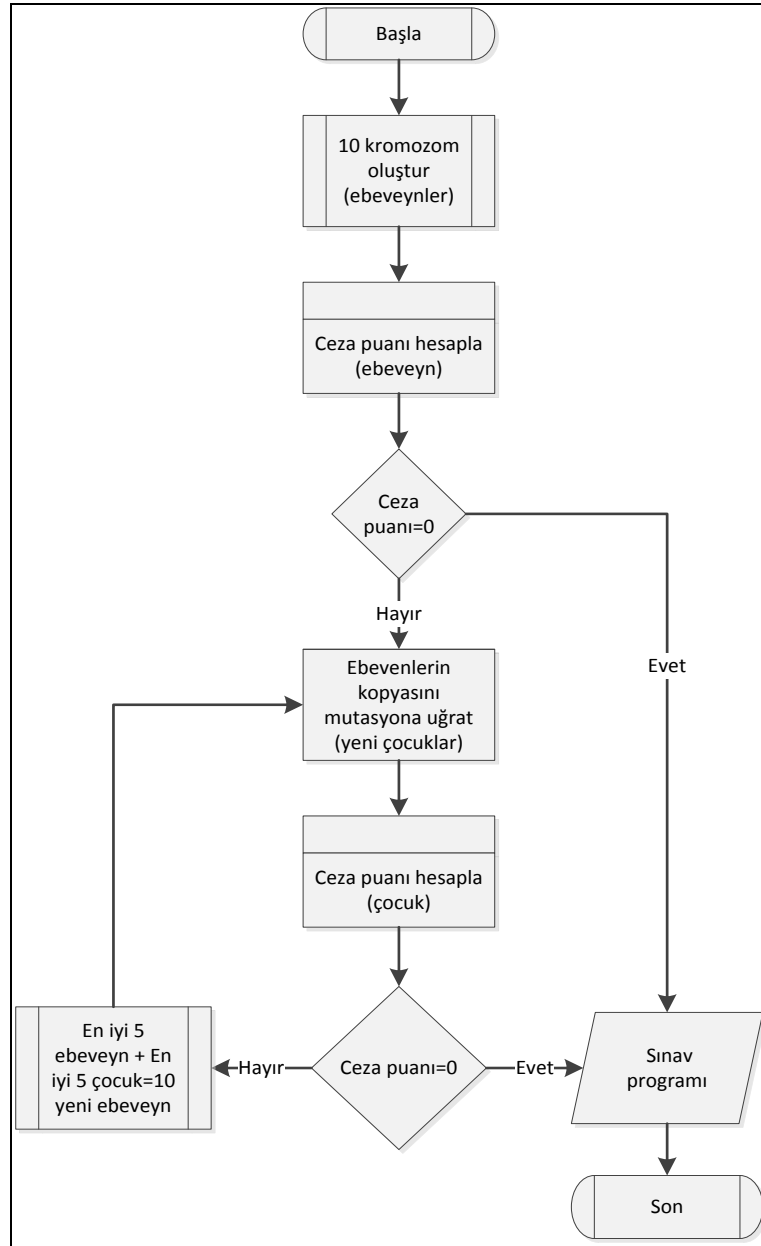 Başla
10 kromozom
oluştur
(ebeveynler)
Ceza puanı hesapla
(ebeveyn)
Ceza
puanı=0
Hayır
Evet
Ebevenlerin
kopyasını
mutasyona uğrat
(yeni çocuklar)
Ceza puanı hesapla
(çocuk)
Ceza puanı=0
Hayır
Evet
En iyi 5
ebeveyn + En
iyi 5 çocuk=10
yeni ebeveyn
Sınav
programı
Son